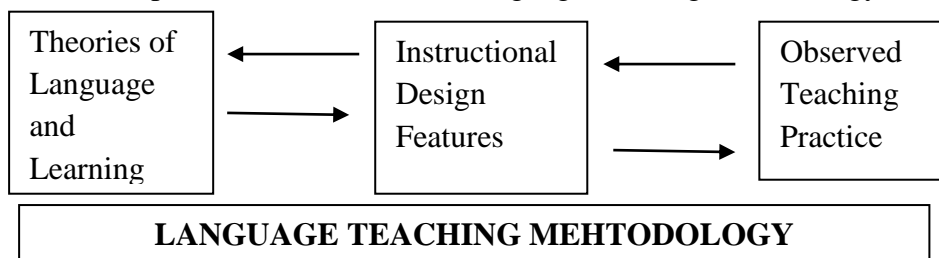 Theories of
Language
and
Learning
Instructional
Design
Features
Observed
Teaching
Practice
LANGUAGE TEACHING MEHTODOLOGY